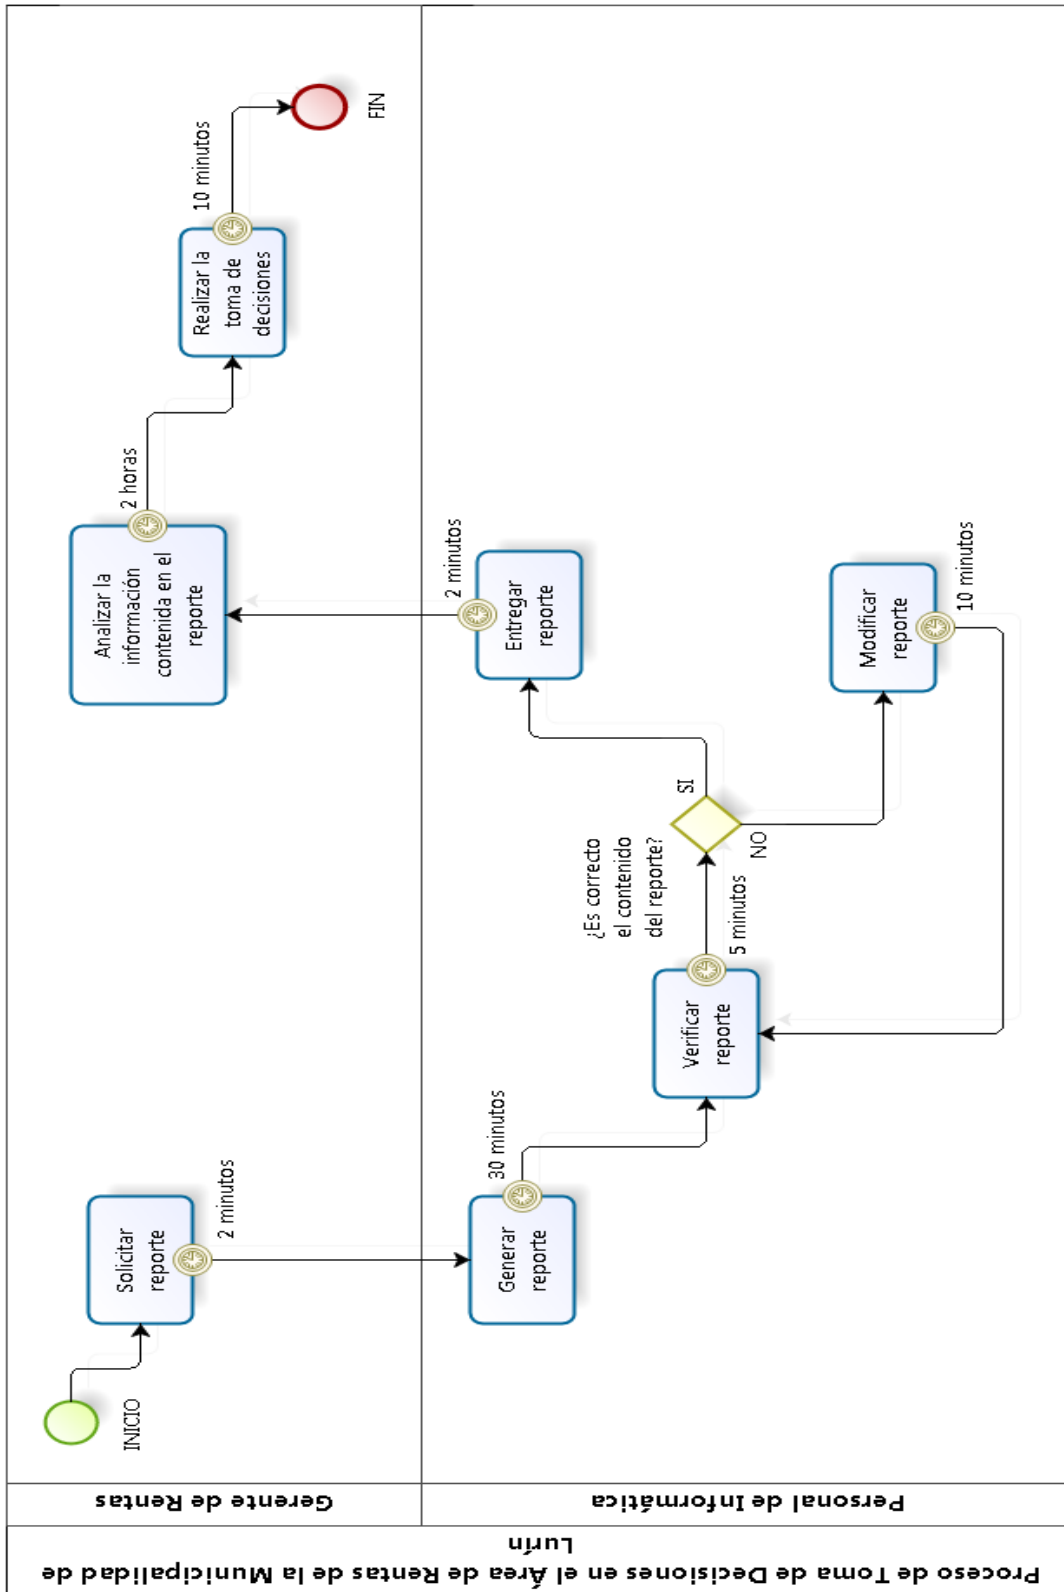 Proceso de Toma de Decisiones en el Área de Rentas de la Municipalidad de
Lurín
Gerente de Rentas
INICIO
Solicitar
reporte
2 minutos
Analizar la
información
contenida en el
reporte
2 horas
Realizar la
toma de
decisiones
10 minutos
FIN
Personal de Informática
Generar
reporte
30 minutos
Verificar
reporte
5 minutos
¿Es correcto
el contenido
del reporte?
SI
NO
Entregar
reporte
2 minutos
Modificar
reporte
10 minutos